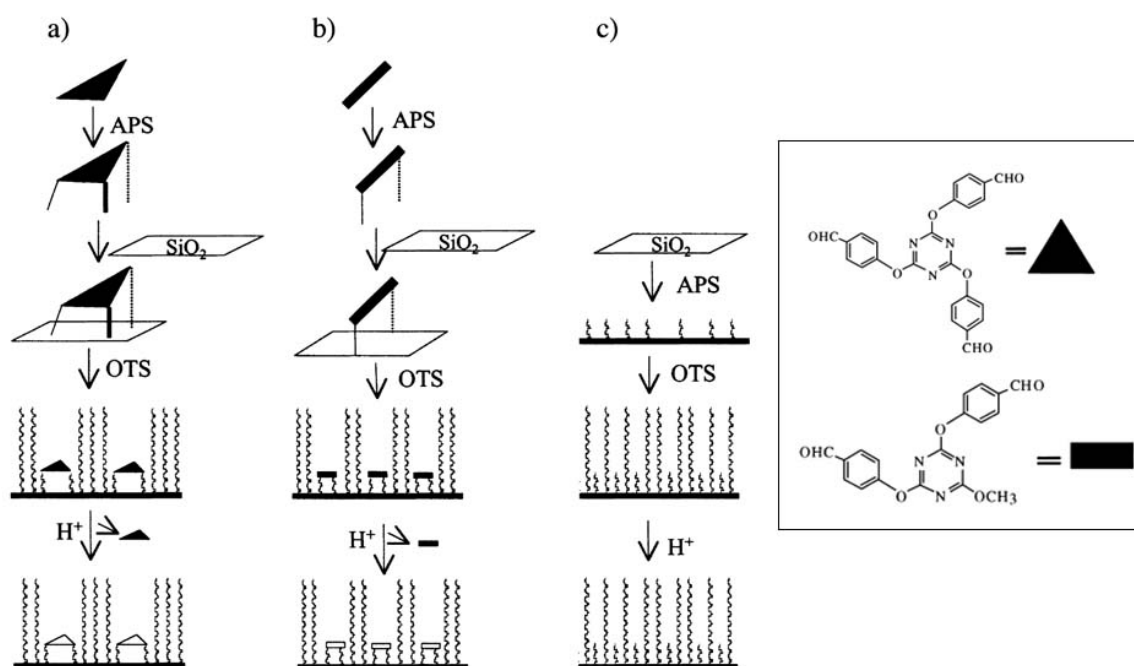 a)
APS
SiO₂
OTS
H⁺
b)
APS
SiO₂
OTS
H⁺
c)
SiO₂
APS
OTS
H⁺
CHO
O
OHC
N N
O N O
CHO
=
CHO
O
OHC
N N
O N OCH3
=